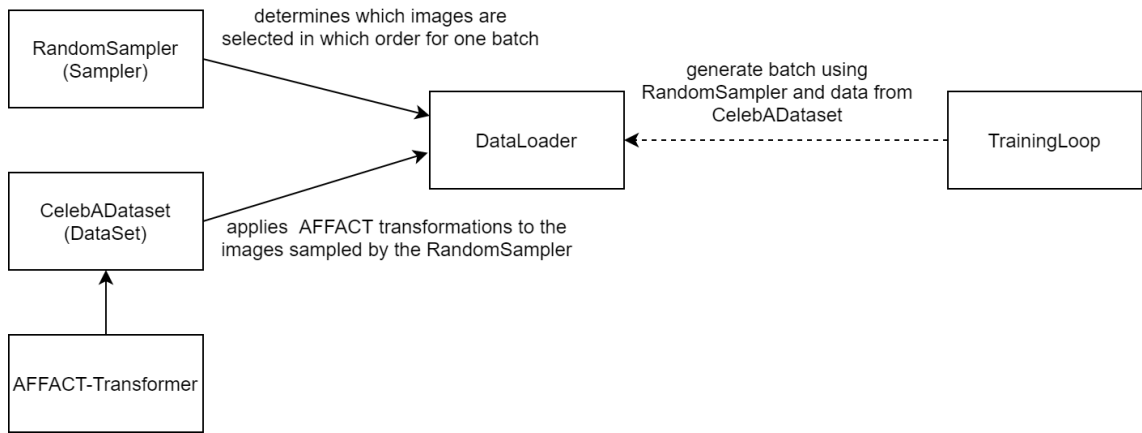 determines which images are
selected in which order for one batch
RandomSampler
(Sampler)
generate batch using
RandomSampler and data from
CelebADataset
DataLoader
TrainingLoop
CelebADataset
(DataSet)
applies  AFFACT transformations to the
images sampled by the RandomSampler
AFFACT-Transformer